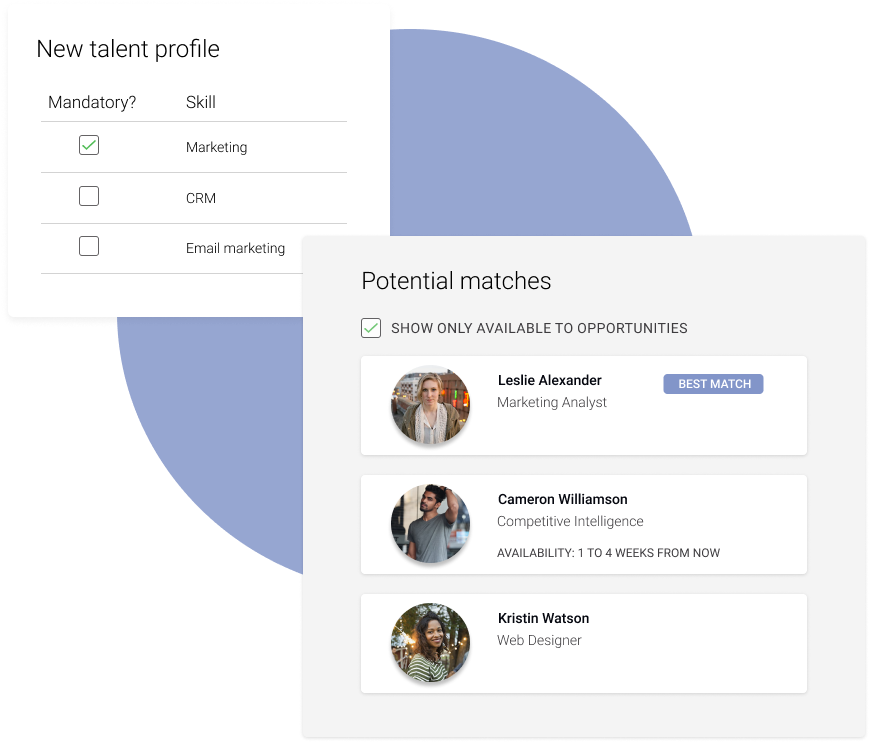 New talent profile
Mandatory? Skill
Marketing
CRM
Email marketing
Potential matches
SHOW ONLY AVAILABLE TO OPPORTUNITIES
Leslie Alexander BEST MATCH
Marketing Analyst
Cameron Williamson
Competitive Intelligence
AVAILABILITY: 1 TO 4 WEEKS FROM NOW
Kristin Watson
Web Designer